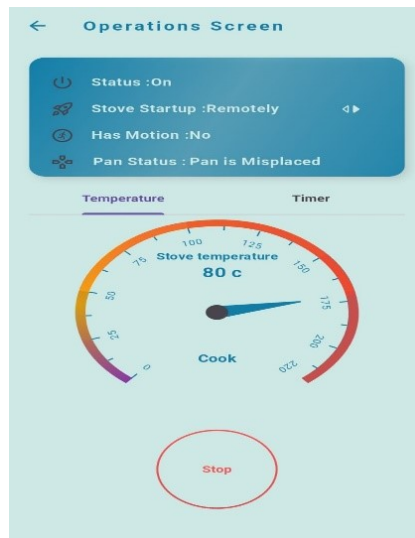 Operations Screen
Status :On
Stove Startup :Remotely
Has Motion :No
Pan Status : Pan is Misplaced
Temperature Timer
0
25
50
75
100
125
150
175
200
220
Stove temperature
80 c
Cook
Stop